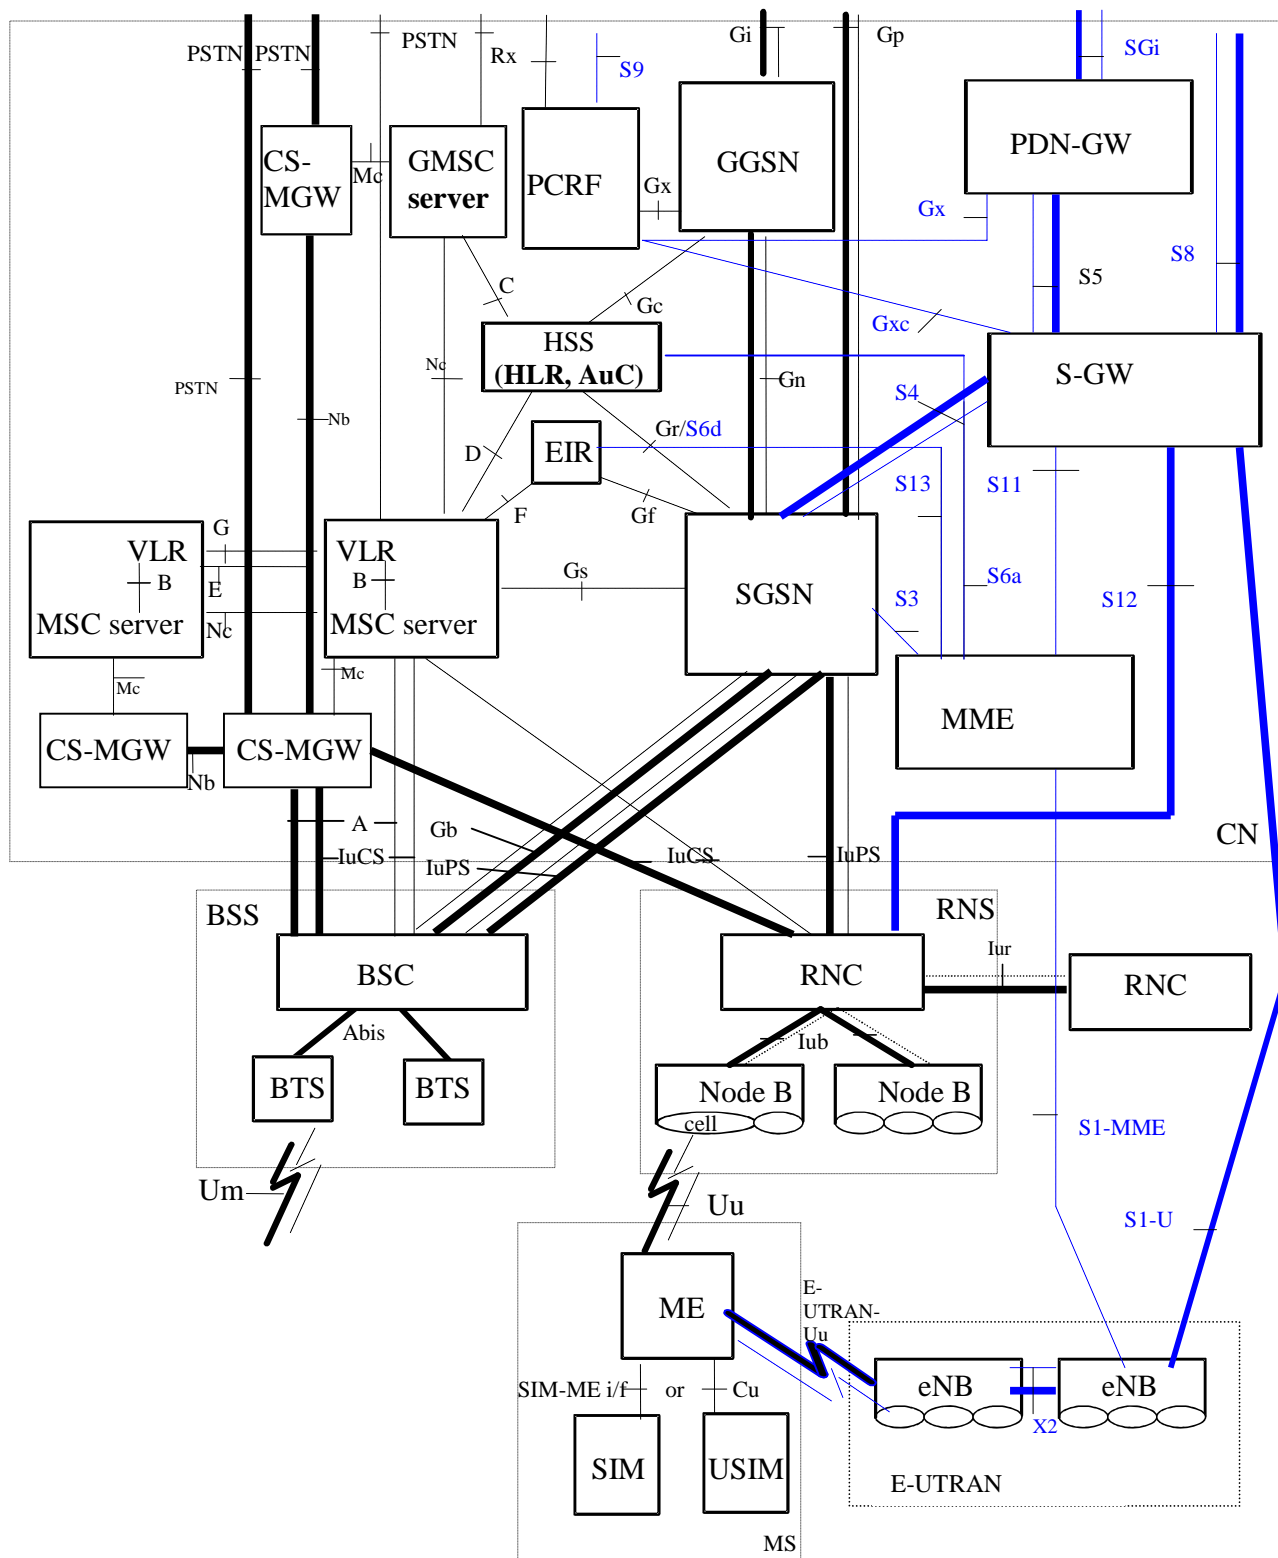 PSTN
PSTN
PSTN
Rx
S9
Gi
Gp
SGi
CS-
MGW
Mc
GMSC
server
PCRF
Gx
GGSN
PDN-GW
Gx
S8
C
Gc
S5
Gxc
HSS
(HLR, AuC)
Nc
Gn
S-GW
PSTN
S4
Nb
Gr/S6d
D
EIR
S13
S11
F
Gf
G
VLR
B
E
MSC server
Nc
VLR
B
MSC server
Gs
SGSN
S3
S6a
S12
Mc
Mc
MME
CS-MGW
Nb
CS-MGW
A
Gb
IuCS
IuPS
IuCS
IuPS
CN
BSS
RNS
BSC
RNC
Iur
RNC
Abis
Iub
BTS
BTS
Node B
cell
Node B
S1-MME
Um
Uu
S1-U
ME
E-
UTRAN-
Uu
SIM-ME i/f
or
Cu
eNB
eNB
X2
SIM
USIM
E-UTRAN
MS